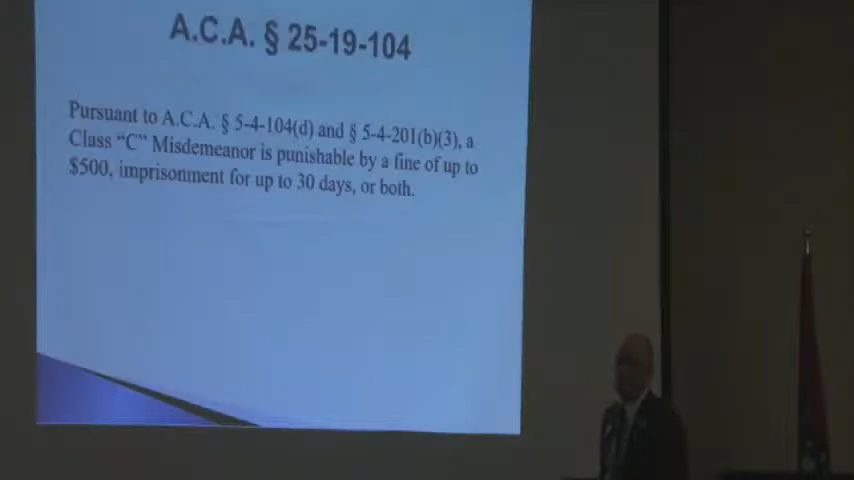 A.C.A. § 25-19-104
Pursuant to A.C.A. § 5-4-104(d) and § 5-4-201(b)(3), a
Class “C” Misdemeanor is punishable by a fine of up to
$500, imprisonment for up to 30 days, or both.